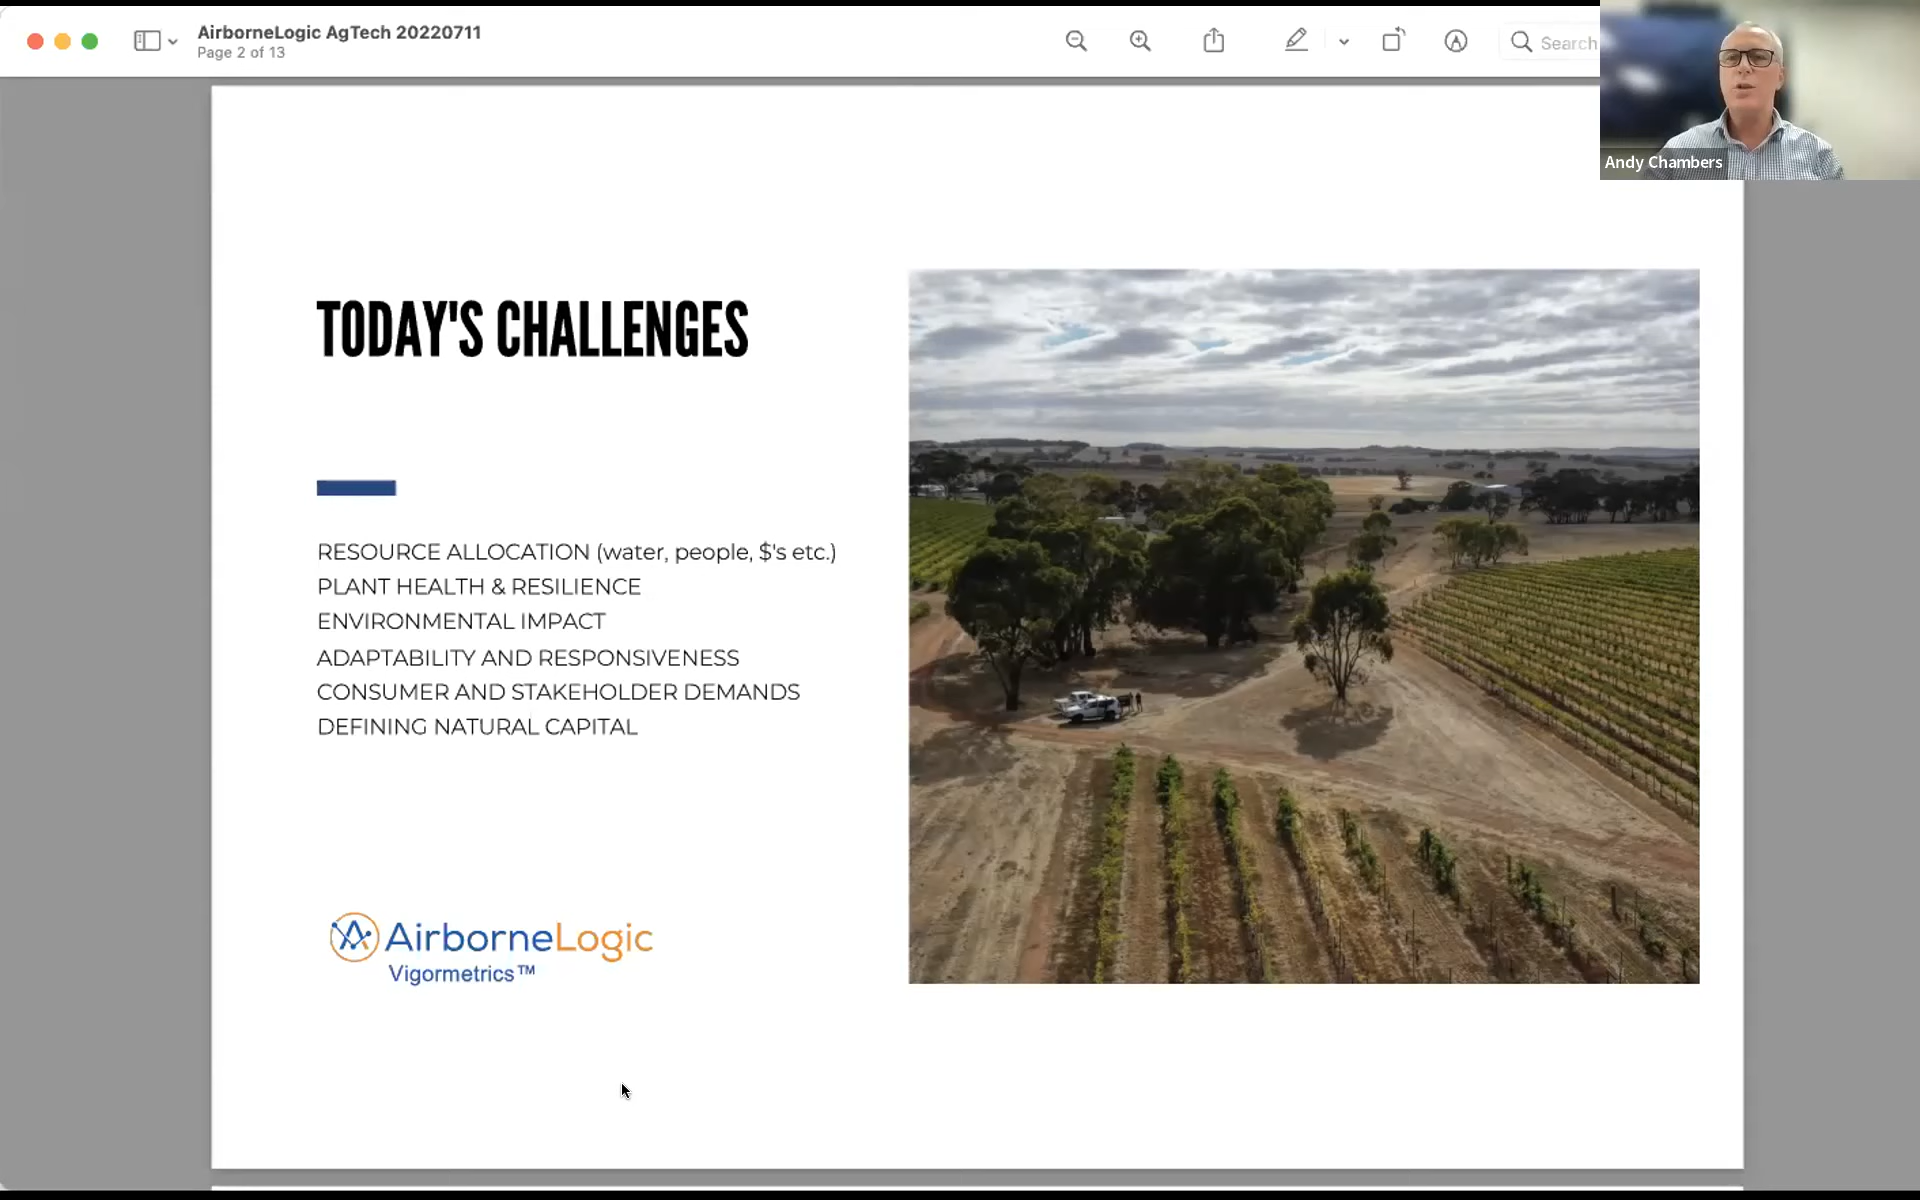 AirborneLogic AgTech 20220711
Page 2 of 13
Search
Andy Chambers
TODAY'S CHALLENGES
RESOURCE ALLOCATION (water, people, $'s etc.)
PLANT HEALTH & RESILIENCE
ENVIRONMENTAL IMPACT
ADAPTABILITY AND RESPONSIVENESS
CONSUMER AND STAKEHOLDER DEMANDS
DEFINING NATURAL CAPITAL
AirborneLogic
Vigormetrics™